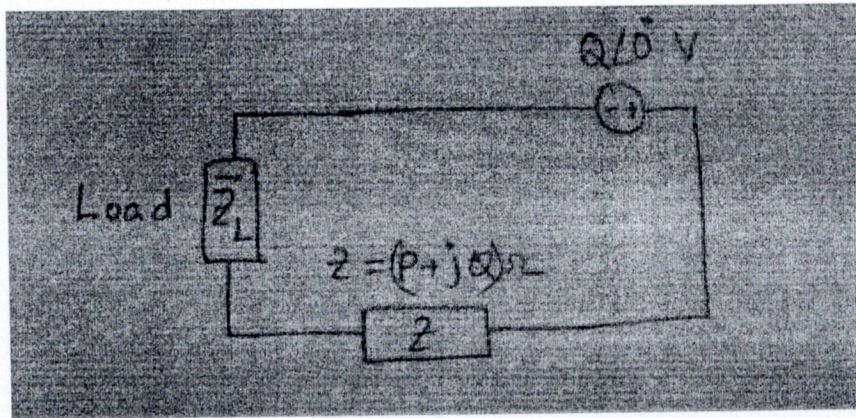 Q∠0° V
- +
Load
Z̅L
Z = (P + jQ)Ω
Z